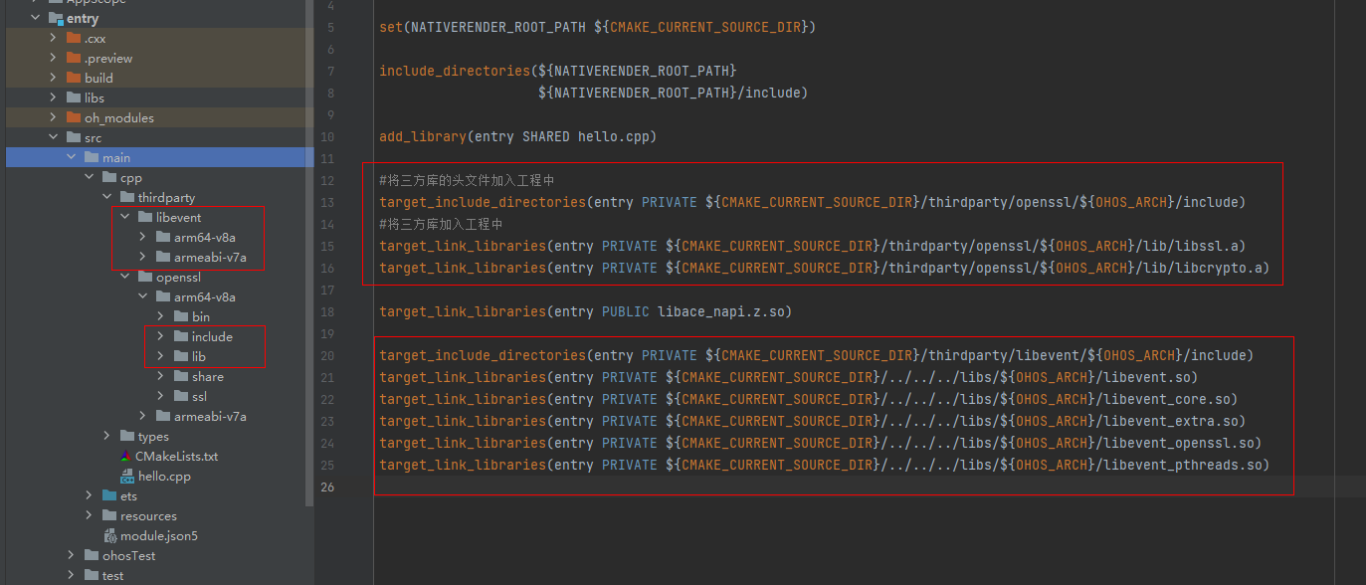 AppScope
entry
.cxx
.preview
build
libs
oh_modules
src
main
cpp
thirdparty
libevent
arm64-v8a
armeabi-v7a
openssl
arm64-v8a
bin
include
lib
share
ssl
armeabi-v7a
types
CMakeLists.txt
hello.cpp
ets
resources
module.json5
ohosTest
test
4
5 set(NATIVERENDER_ROOT_PATH ${CMAKE_CURRENT_SOURCE_DIR})
6
7 include_directories(${NATIVERENDER_ROOT_PATH}
8 ${NATIVERENDER_ROOT_PATH}/include)
9
10 add_library(entry SHARED hello.cpp)
11
12 #将三方库的头文件加入工程中
13 target_include_directories(entry PRIVATE ${CMAKE_CURRENT_SOURCE_DIR}/thirdparty/openssl/${OHOS_ARCH}/include)
14 #将三方库加入工程中
15 target_link_libraries(entry PRIVATE ${CMAKE_CURRENT_SOURCE_DIR}/thirdparty/openssl/${OHOS_ARCH}/lib/libssl.a)
16 target_link_libraries(entry PRIVATE ${CMAKE_CURRENT_SOURCE_DIR}/thirdparty/openssl/${OHOS_ARCH}/lib/libcrypto.a)
17
18 target_link_libraries(entry PUBLIC libace_napi.z.so)
19
20 target_include_directories(entry PRIVATE ${CMAKE_CURRENT_SOURCE_DIR}/thirdparty/libevent/${OHOS_ARCH}/include)
21 target_link_libraries(entry PRIVATE ${CMAKE_CURRENT_SOURCE_DIR}/../../../libs/${OHOS_ARCH}/libevent.so)
22 target_link_libraries(entry PRIVATE ${CMAKE_CURRENT_SOURCE_DIR}/../../../libs/${OHOS_ARCH}/libevent_core.so)
23 target_link_libraries(entry PRIVATE ${CMAKE_CURRENT_SOURCE_DIR}/../../../libs/${OHOS_ARCH}/libevent_extra.so)
24 target_link_libraries(entry PRIVATE ${CMAKE_CURRENT_SOURCE_DIR}/../../../libs/${OHOS_ARCH}/libevent_openssl.so)
25 target_link_libraries(entry PRIVATE ${CMAKE_CURRENT_SOURCE_DIR}/../../../libs/${OHOS_ARCH}/libevent_pthreads.so)
26